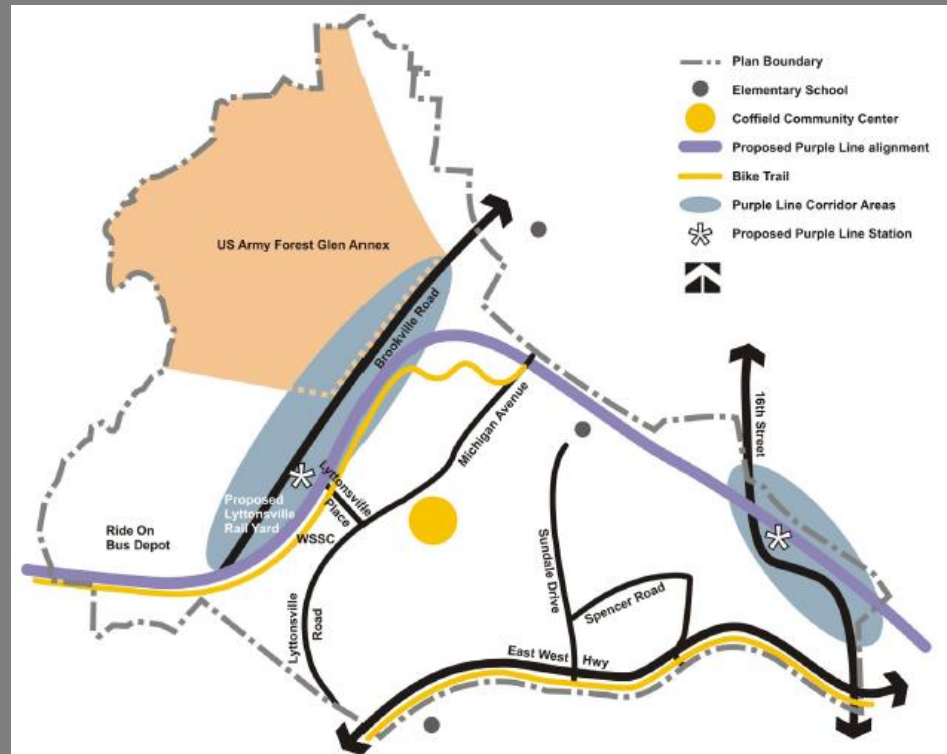 Plan Boundary
Elementary School
Coffield Community Center
Proposed Purple Line alignment
Bike Trail
Purple Line Corridor Areas
Proposed Purple Line Station
US Army Forest Glen Annex
Brookville Road
16th Street
Michigan Avenue
Lyttonsville
Place
Proposed
Lyttonsville
Rail Yard
WSSC
Ride On
Bus Depot
Sundale Drive
Spencer Road
Lyttonsville
Road
East West Hwy